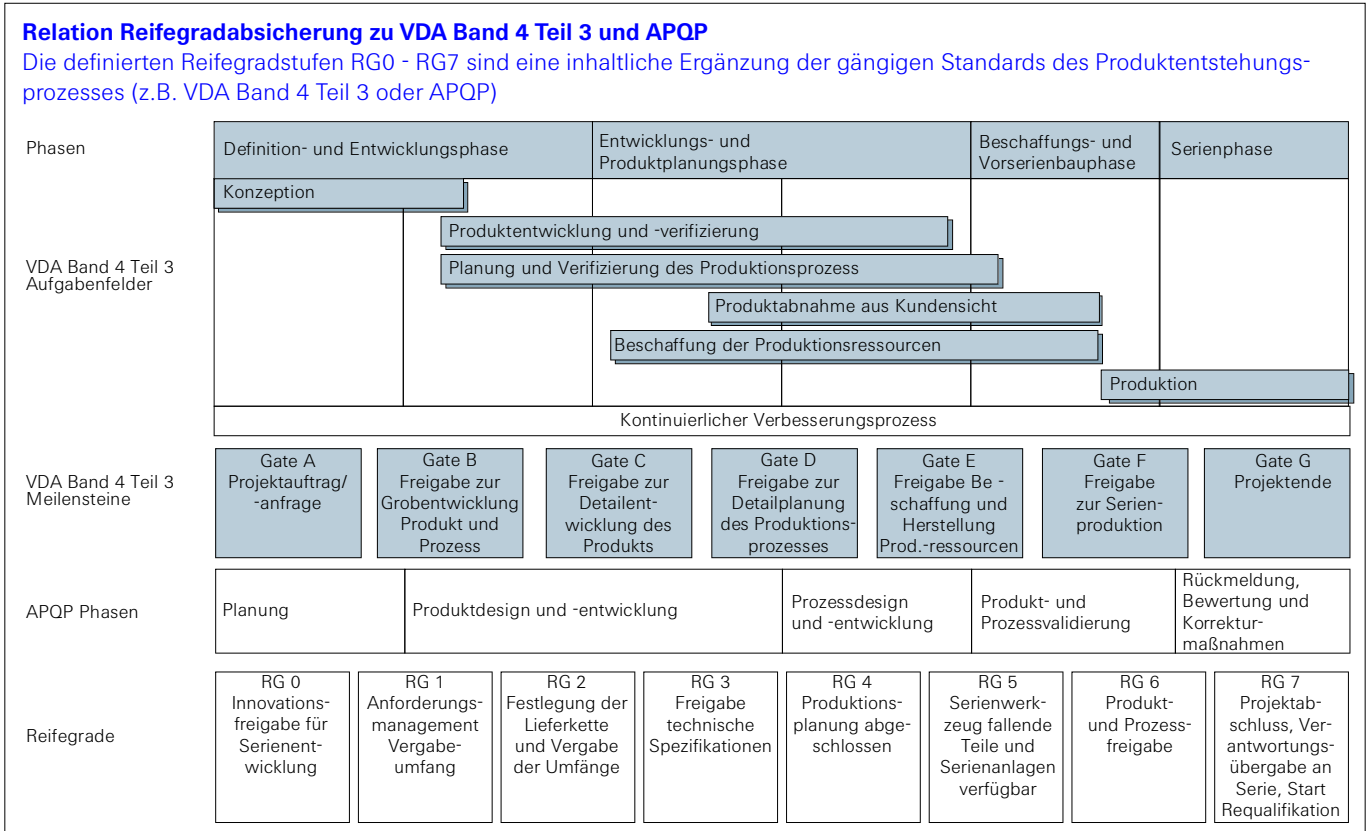 Relation Reifegradabsicherung zu VDA Band 4 Teil 3 und APQP
Die definierten Reifegradstufen RG0 - RG7 sind eine inhaltliche Ergänzung der gängigen Standards des Produktentstehungs-
prozesses (z.B. VDA Band 4 Teil 3 oder APQP)
Phasen
Definition- und Entwicklungsphase
Entwicklungs- und
Produktplanungsphase
Beschaffungs- und
Vorserienbauphase
Serienphase
VDA Band 4 Teil 3
Aufgabenfelder
Konzeption
Produktentwicklung und -verifizierung
Planung und Verifizierung des Produktionsprozess
Produktabnahme aus Kundensicht
Beschaffung der Produktionsressourcen
Produktion
Kontinuierlicher Verbesserungsprozess
VDA Band 4 Teil 3
Meilensteine
Gate A
Projektauftrag/
-anfrage
Gate B
Freigabe zur
Grobentwicklung
Produkt und
Prozess
Gate C
Freigabe zur
Detailent-
wicklung des
Produkts
Gate D
Freigabe zur
Detailplanung
des Produktions-
prozesses
Gate E
Freigabe Be -
schaffung und
Herstellung
Prod.-ressourcen
Gate F
Freigabe
zur Serien-
produktion
Gate G
Projektende
APQP Phasen
Planung
Produktdesign und -entwicklung
Prozessdesign
und -entwicklung
Produkt- und
Prozessvalidierung
Rückmeldung,
Bewertung und
Korrektur-
maßnahmen
Reifegrade
RG 0
Innovations-
freigabe für
Serienent-
wicklung
RG 1
Anforderungs-
management
Vergabe-
umfang
RG 2
Festlegung der
Lieferkette
und Vergabe
der Umfänge
RG 3
Freigabe
technische
Spezifikationen
RG 4
Produktions-
planung abge-
schlossen
RG 5
Serienwerk-
zeug fallende
Teile und
Serienanlagen
verfügbar
RG 6
Produkt-
und Prozess-
freigabe
RG 7
Projektab-
schluss, Ver-
antwortungs-
übergabe an
Serie, Start
Requalifikation